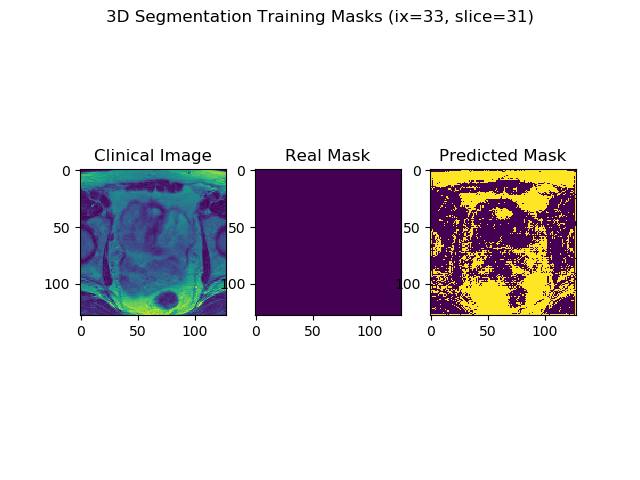 3D Segmentation Training Masks (ix=33, slice=31)
Clinical Image Real Mask Predicted Mask
0 0 0
50 50 50
100 100 100
0 50 100 0 50 100 0 50 100